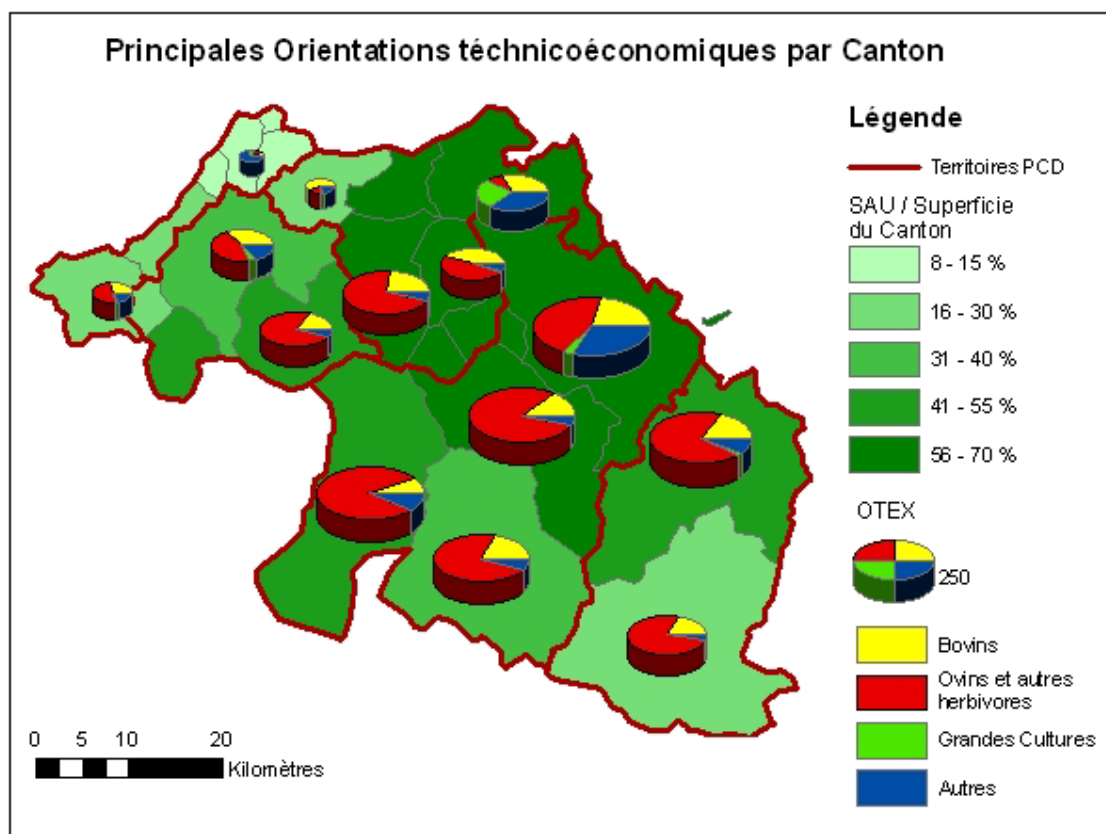 Principales Orientations téchnicoéconomiques par Canton
Légende
Territoires PCD
SAU / Superficie
du Canton
8 - 15 %
16 - 30 %
31 - 40 %
41 - 55 %
56 - 70 %
OTEX
250
Bovins
Ovins et autres
herbivores
Grandes Cultures
Autres
0 5 10 20
Kilomètres